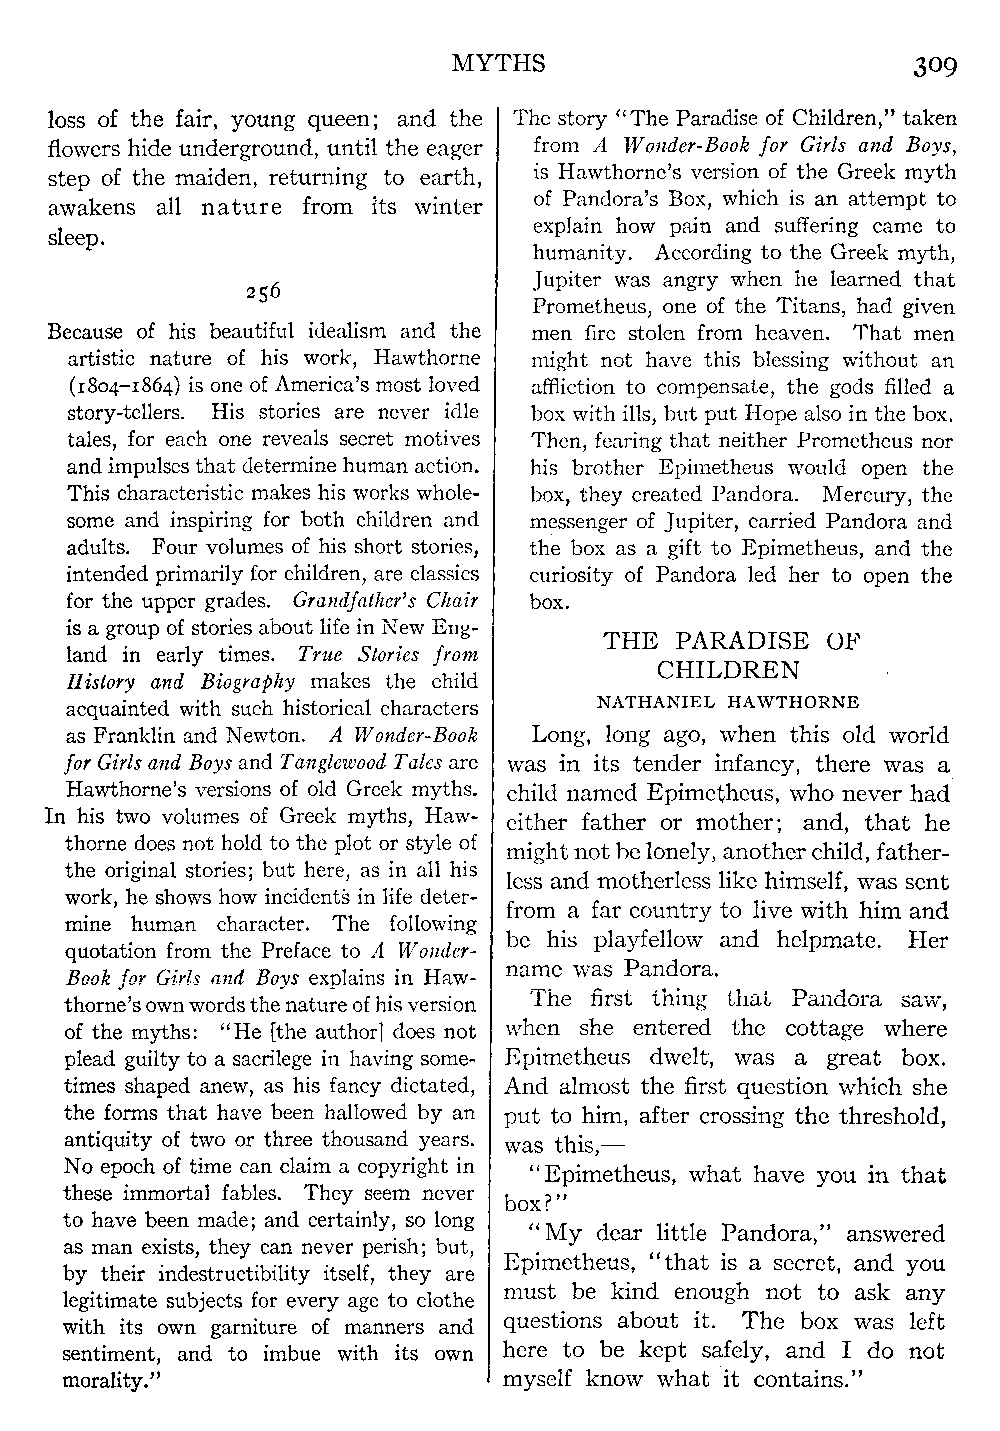 MYTHS
309
loss of the fair, young queen; and the
flowers hide underground, until the eager
step of the maiden, returning to earth,
awakens all nature from its winter
sleep.
256
Because of his beautiful idealism and the
artistic nature of his work, Hawthorne
(1804–1864) is one of America's most loved
story-tellers. His stories are never idle
tales, for each one reveals secret motives
and impulses that determine human action.
This characteristic makes his works whole-
some and inspiring for both children and
adults. Four volumes of his short stories,
intended primarily for children, are classics
for the upper grades. Grandfather's Chair
is a group of stories about life in New Eng-
land in early times. True Stories from
History and Biography makes the child
acquainted with such historical characters
as Franklin and Newton. A Wonder-Book
for Girls and Boys and Tanglewood Tales are
Hawthorne's versions of old Greek myths.
In his two volumes of Greek myths, Haw-
thorne does not hold to the plot or style of
the original stories; but here, as in all his
work, he shows how incidents in life deter-
mine human character. The following
quotation from the Preface to A Wonder-
Book for Girls and Boys explains in Haw-
thorne's own words the nature of his version
of the myths: "He [the author] does not
plead guilty to a sacrilege in having some-
times shaped anew, as his fancy dictated,
the forms that have been hallowed by an
antiquity of two or three thousand years.
No epoch of time can claim a copyright in
these immortal fables. They seem never
to have been made; and certainly, so long
as man exists, they can never perish; but,
by their indestructibility itself, they are
legitimate subjects for every age to clothe
with its own garniture of manners and
sentiment, and to imbue with its own
morality."
The story "The Paradise of Children," taken
from A Wonder-Book for Girls and Boys,
is Hawthorne's version of the Greek myth
of Pandora's Box, which is an attempt to
explain how pain and suffering came to
humanity. According to the Greek myth,
Jupiter was angry when he learned that
Prometheus, one of the Titans, had given
men fire stolen from heaven. That men
might not have this blessing without an
affliction to compensate, the gods filled a
box with ills, but put Hope also in the box.
Then, fearing that neither Prometheus nor
his brother Epimetheus would open the
box, they created Pandora. Mercury, the
messenger of Jupiter, carried Pandora and
the box as a gift to Epimetheus, and the
curiosity of Pandora led her to open the
box.
THE PARADISE OF
CHILDREN
NATHANIEL HAWTHORNE
Long, long ago, when this old world
was in its tender infancy, there was a
child named Epimetheus, who never had
either father or mother; and, that he
might not be lonely, another child, father-
less and motherless like himself, was sent
from a far country to live with him and
be his playfellow and helpmate. Her
name was Pandora.
The first thing that Pandora saw,
when she entered the cottage where
Epimetheus dwelt, was a great box.
And almost the first question which she
put to him, after crossing the threshold,
was this,—
"Epimetheus, what have you in that
box?"
"My dear little Pandora," answered
Epimetheus, "that is a secret, and you
must be kind enough not to ask any
questions about it. The box was left
here to be kept safely, and I do not
myself know what it contains."